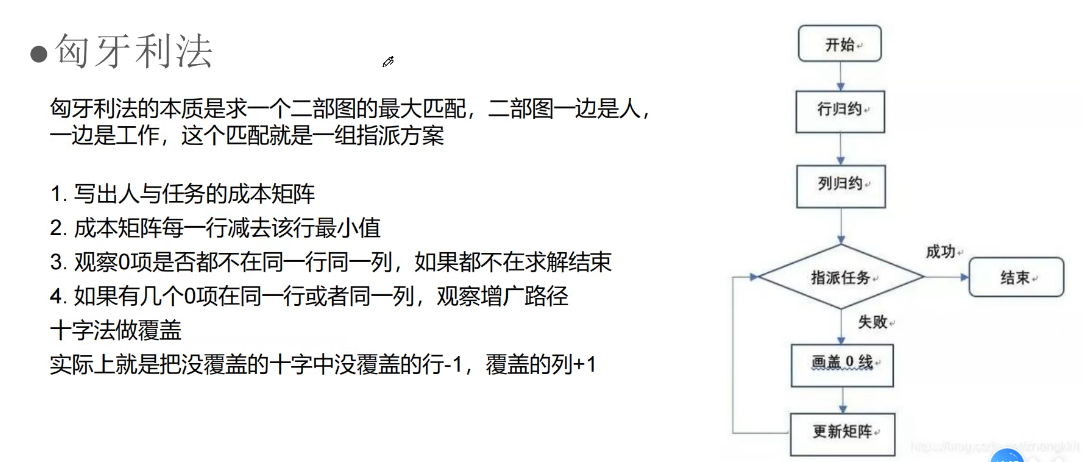 匈牙利法
匈牙利法的本质是求一个二部图的最大匹配，二部图一边是人，
一边是工作，这个匹配就是一组指派方案
1. 写出人与任务的成本矩阵
2. 成本矩阵每一行减去该行最小值
3. 观察0项是否都不在同一行同一列，如果都不在求解结束
4. 如果有几个0项在同一行或者同一列，观察增广路径
十字法做覆盖
实际上就是把没覆盖的十字中没覆盖的行-1，覆盖的列+1
开始
行归约
列归约
指派任务
成功
结束
失败
画盖 0 线
更新矩阵